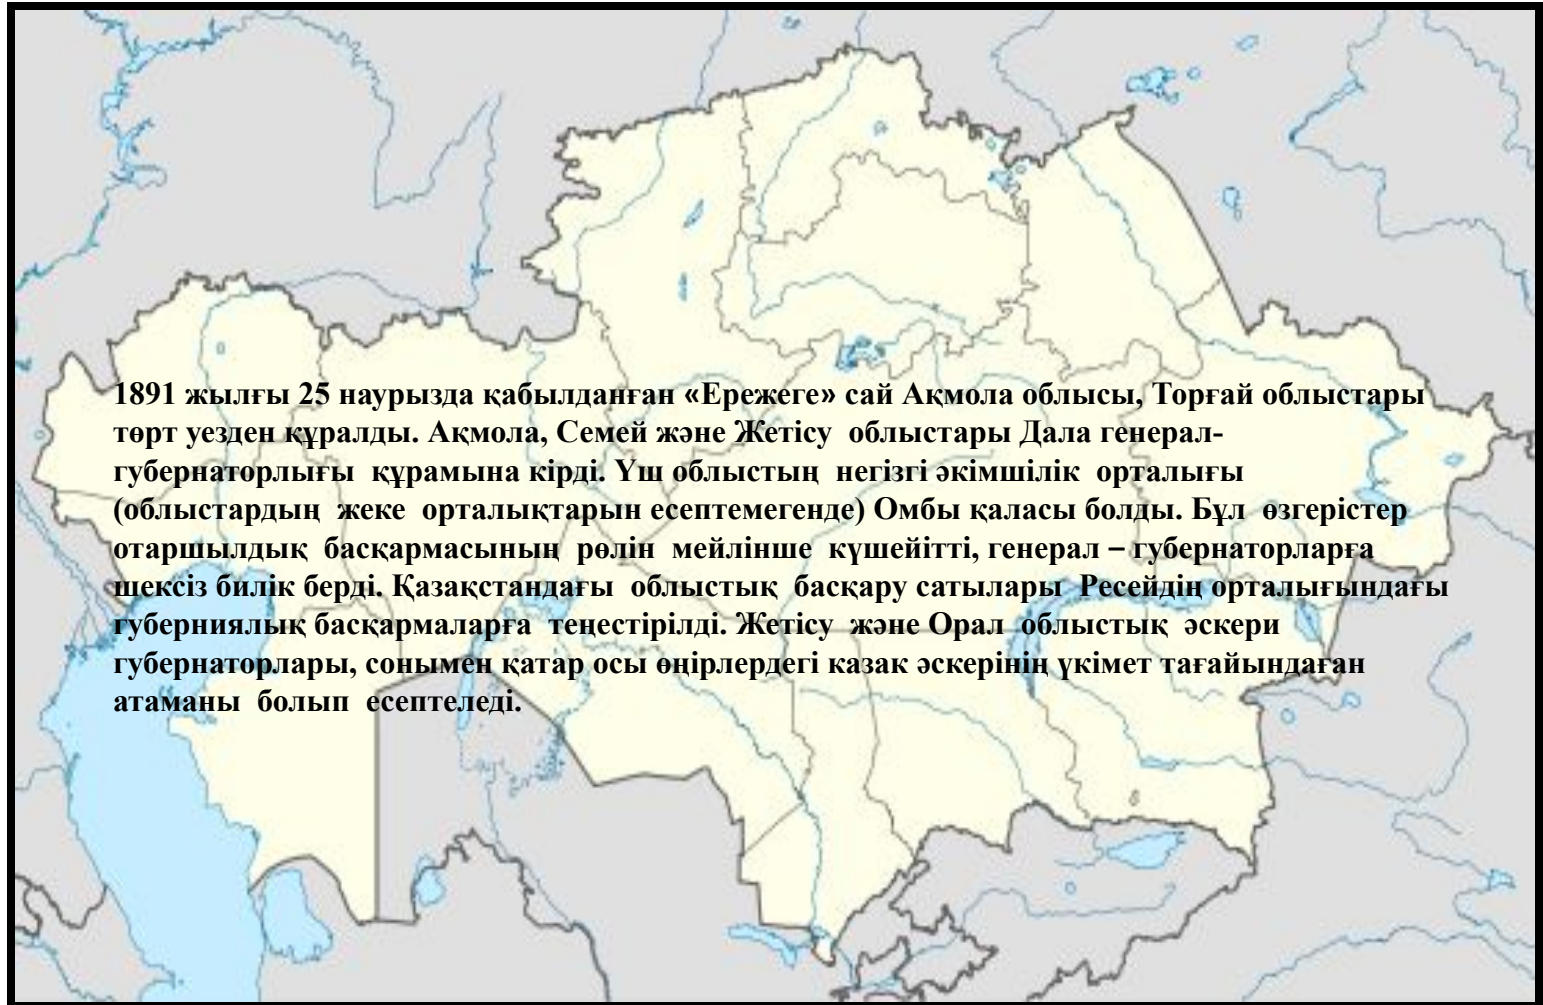 1891 жылғы 25 наурызда қабылданған «Ережеге» сай Ақмола облысы, Торғай облыстары
төрт уезден құралды. Ақмола, Семей және Жетісу облыстары Дала генерал-
губернаторлығы құрамына кірді. Үш облыстың негізгі әкімшілік орталығы
(облыстардың жеке орталықтарын есептемегенде) Омбы қаласы болды. Бұл өзгерістер
отаршылдық басқармасының рөлін мейлінше күшейітті, генерал – губернаторларға
шексіз билік берді. Қазақстандағы облыстық басқару сатылары Ресейдің орталығындағы
губерниялық басқармаларға теңестірілді. Жетісу және Орал облыстық әскери
губернаторлары, сонымен қатар осы өңірлердегі казак әскерінің үкімет тағайындаған
атаманы болып есептеледі.